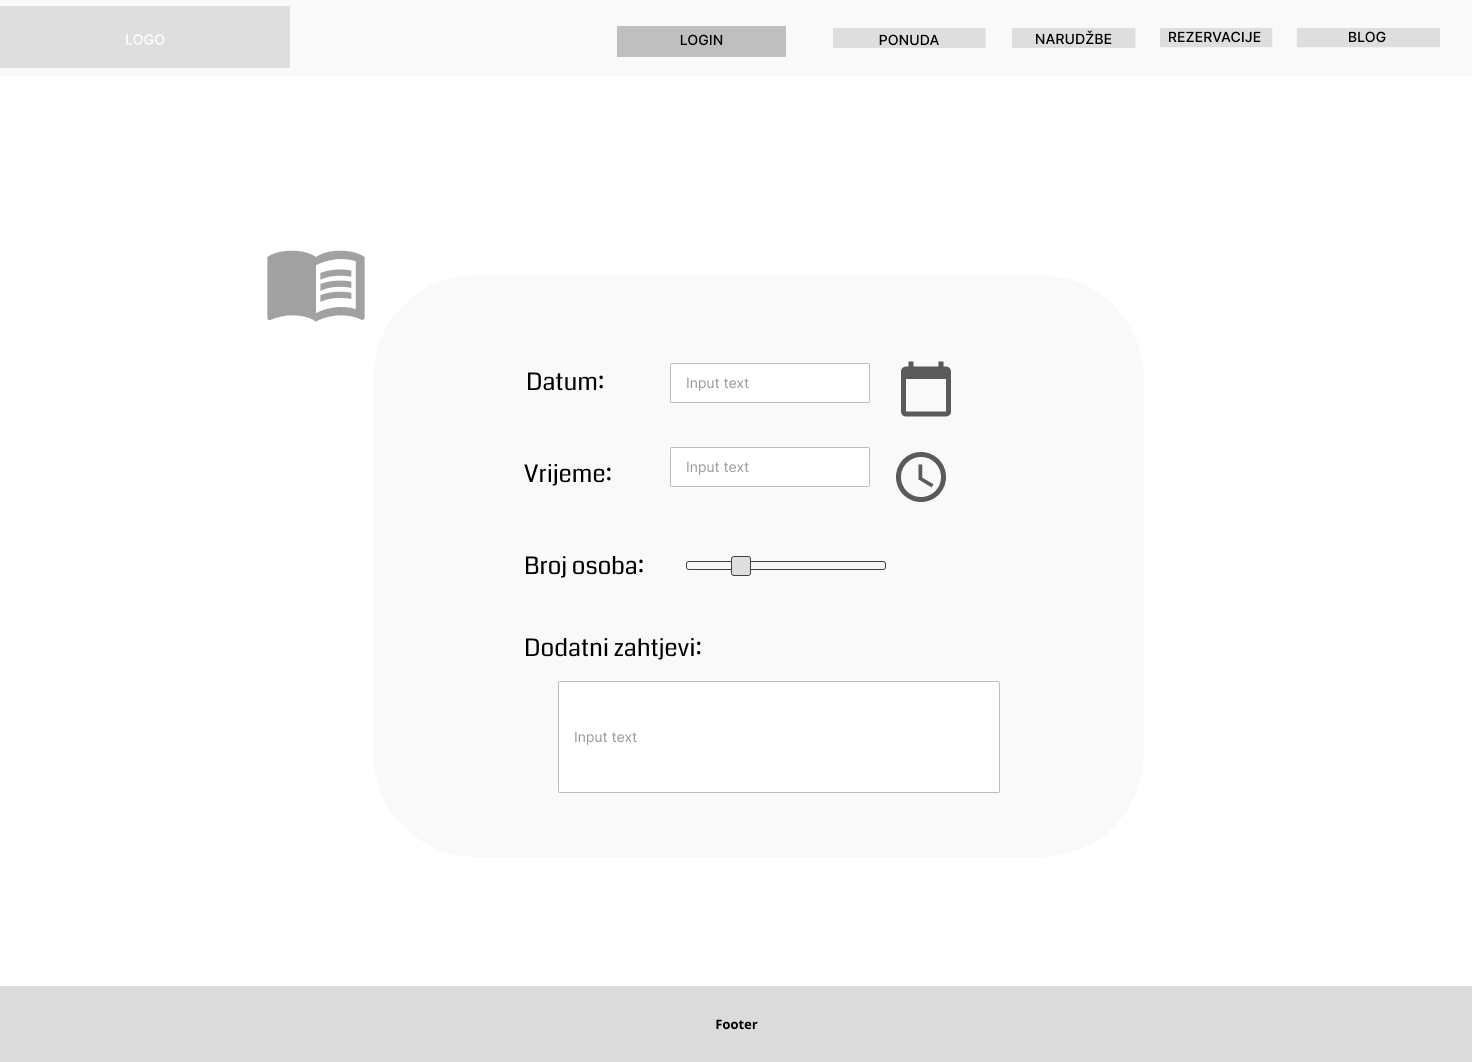 LOGO
LOGIN
PONUDA
NARUDŽBE
REZERVACIJE
BLOG
Datum:
Input text
Vrijeme:
Input text
Broj osoba:
Dodatni zahtjevi:
Input text
Footer